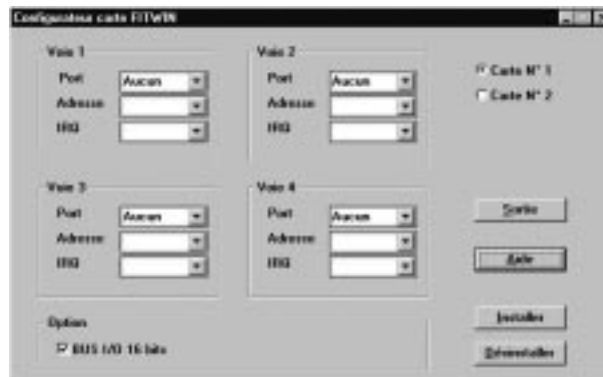 Configurateur carte FITWIN
Voie 1
Port Aucun
Adresse
IRQ
Voie 2
Port Aucun
Adresse
IRQ
Carte N° 1
Carte N° 2
Voie 3
Port Aucun
Adresse
IRQ
Voie 4
Port Aucun
Adresse
IRQ
Sortie
Aide
Installer
Désinstaller
Option
BUS I/O 16 bits